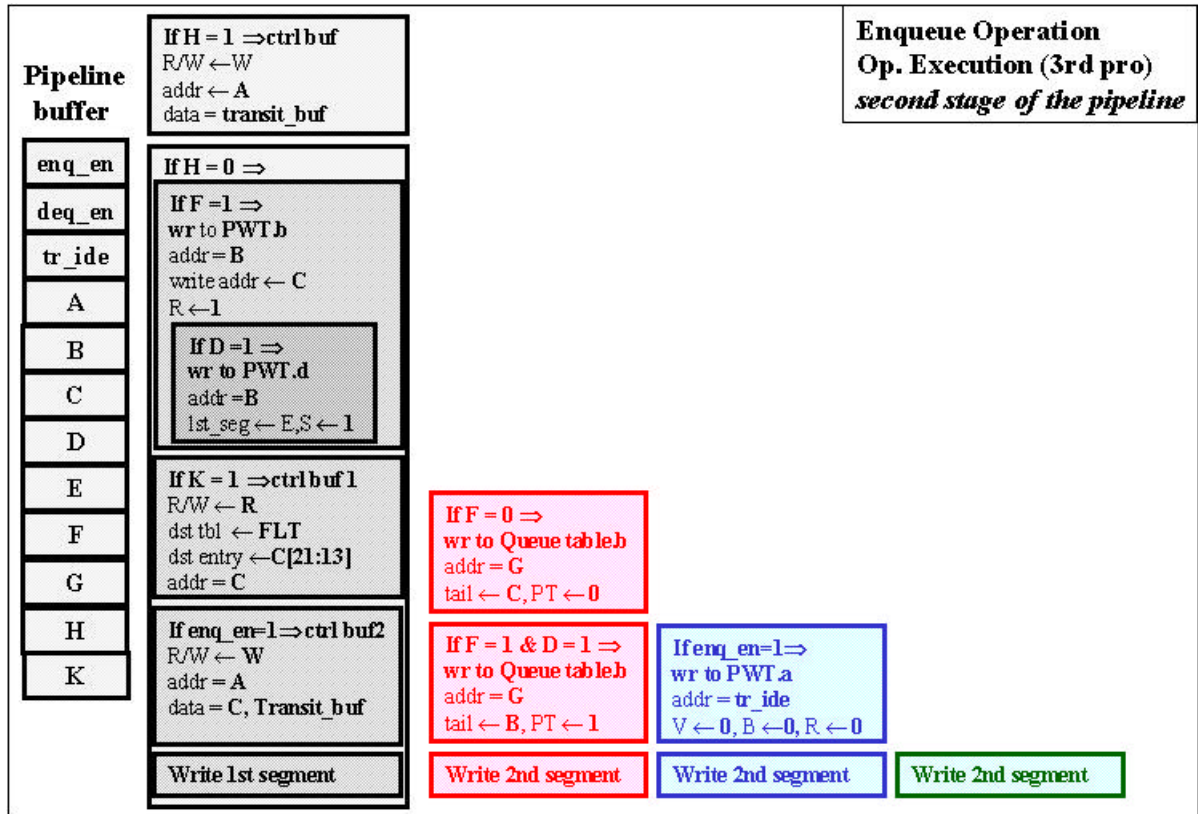 Enqueue Operation
Op. Execution (3rd pro)
second stage of the pipeline
Pipeline
buffer
enq_en
deq_en
tr_ide
A
B
C
D
E
F
G
H
K
If H = 1 ⇒ctrl buf
R/W ←W
addr ← A
data = transit_buf
If H = 0 ⇒
If F =1 ⇒
wr to PWT.b
addr = B
write addr ← C
R ←1
If D =1 ⇒
wr to PWT.d
addr =B
1st_seg ← E,S ← 1
If K = 1 ⇒ctrl buf 1
R/W ← R
dst tbl ← FLT
dst entry ←C[21:13]
addr = C
If enq_en=1⇒ctrl buf2
R/W ← W
addr = A
data = C, Transit_buf
Write 1st segment
If F = 0 ⇒
wr to Queue table.b
addr = G
tail ← C, PT ← 0
If F = 1 & D = 1 ⇒
wr to Queue table.b
addr = G
tail ← B, PT ← 1
Write 2nd segment
If enq_en=1⇒
wr to PWT.a
addr = tr_ide
V ← 0, B ←0, R ←0
Write 2nd segment
Write 2nd segment